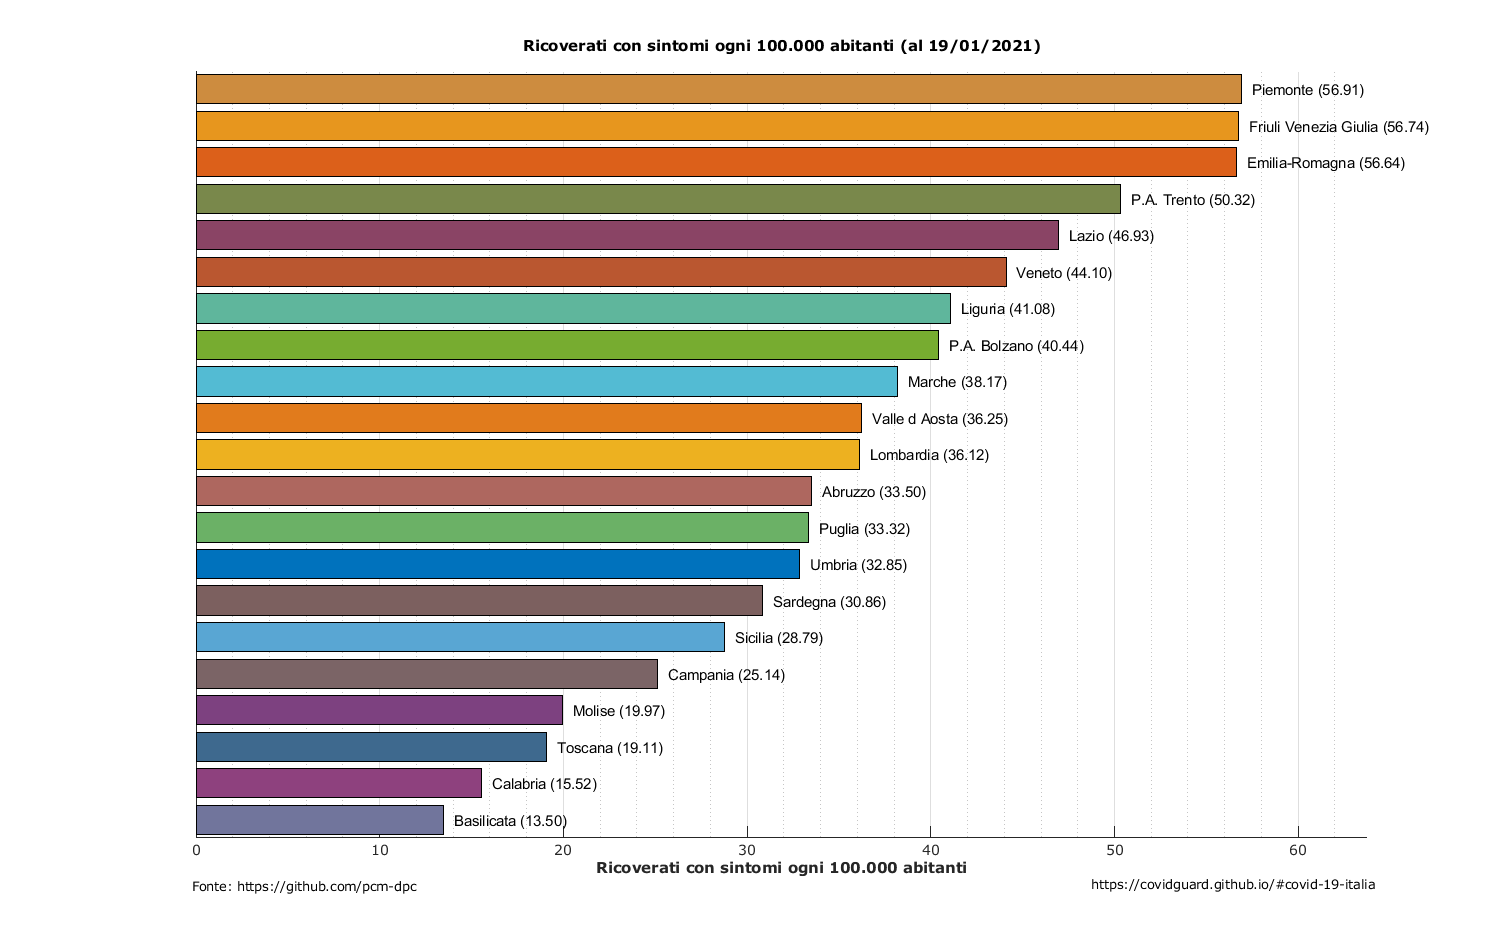 Ricoverati con sintomi ogni 100.000 abitanti (al 19/01/2021)
Piemonte (56.91)
Friuli Venezia Giulia (56.74)
Emilia-Romagna (56.64)
P.A. Trento (50.32)
Lazio (46.93)
Veneto (44.10)
Liguria (41.08)
P.A. Bolzano (40.44)
Marche (38.17)
Valle d Aosta (36.25)
Lombardia (36.12)
Abruzzo (33.50)
Puglia (33.32)
Umbria (32.85)
Sardegna (30.86)
Sicilia (28.79)
Campania (25.14)
Molise (19.97)
Toscana (19.11)
Calabria (15.52)
Basilicata (13.50)
0 10 20 30 40 50 60
Ricoverati con sintomi ogni 100.000 abitanti
Fonte: https://github.com/pcm-dpc
https://covidguard.github.io/#covid-19-italia